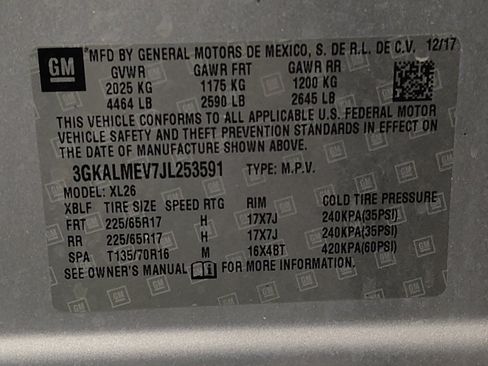 GM *MFD BY GENERAL MOTORS DE MEXICO, S. DE R.L. DE C.V. 12/17
GVWR GAWR FRT GAWR RR
2025 KG 1175 KG 1200 KG
4464 LB 2590 LB 2645 LB
THIS VEHICLE CONFORMS TO ALL APPLICABLE U.S. FEDERAL MOTOR
VEHICLE SAFETY AND THEFT PREVENTION STANDARDS IN EFFECT ON
THE DATE OF MANUFACTURE SHOWN ABOVE.
3GKALMEV7JL253591 TYPE: M.P.V.
MODEL: XL26
XBLF TIRE SIZE SPEED RTG RIM COLD TIRE PRESSURE
FRT 225/65R17 H 17X7J 240KPA(35PSI)
RR 225/65R17 H 17X7J 240KPA(35PSI)
SPA T135/70R16 M 16X4BT 420KPA(60PSI)
SEE OWNER'S MANUAL FOR MORE INFORMATION.